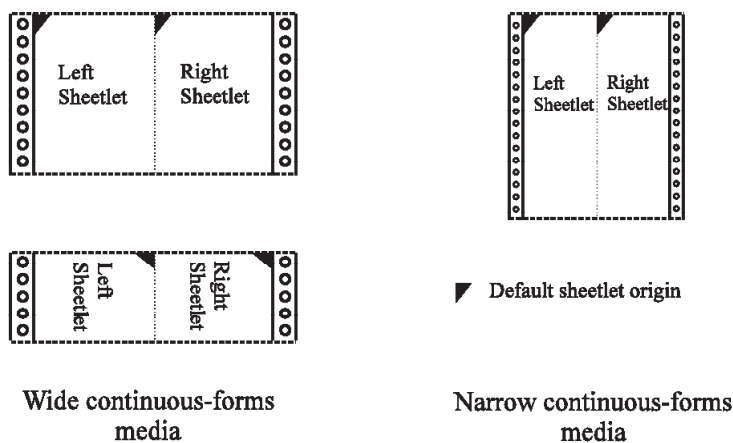 Left
Sheetlet
Right
Sheetlet
Left
Sheetlet
Right
Sheetlet
Left
Sheetlet
Right
Sheetlet
Default sheetlet origin
Wide continuous-forms
media
Narrow continuous-forms
media